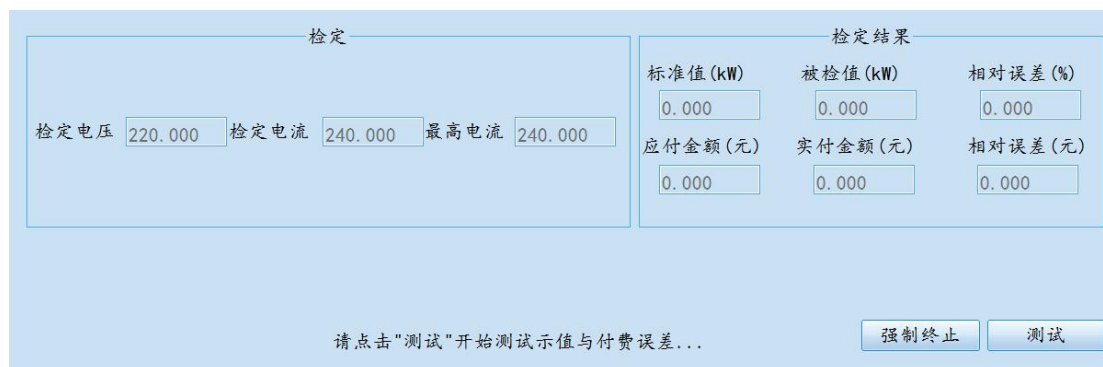 检定
检定电压 220.000 检定电流 240.000 最高电流 240.000
检定结果
标准值(kW) 被检值(kW) 相对误差(%)
0.000 0.000 0.000
应付金额(元) 实付金额(元) 相对误差(元)
0.000 0.000 0.000
请点击"测试"开始测试示值与付费误差...
强制终止 测试